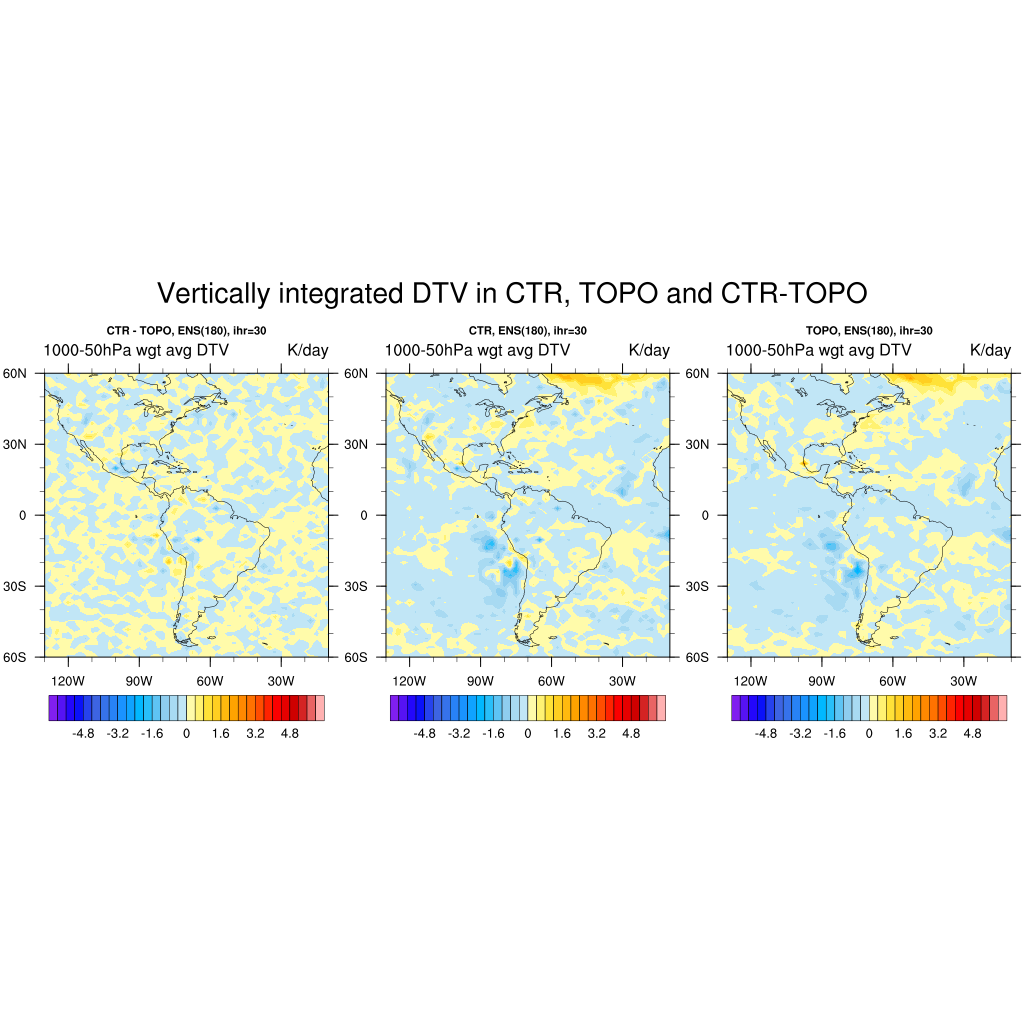 Vertically integrated DTV in CTR, TOPO and CTR-TOPO
CTR - TOPO, ENS(180), ihr=30
1000-50hPa wgt avg DTV K/day
60N
30N
0
30S
60S
120W 90W 60W 30W
-4.8 -3.2 -1.6 0 1.6 3.2 4.8
CTR, ENS(180), ihr=30
1000-50hPa wgt avg DTV K/day
60N
30N
0
30S
60S
120W 90W 60W 30W
-4.8 -3.2 -1.6 0 1.6 3.2 4.8
TOPO, ENS(180), ihr=30
1000-50hPa wgt avg DTV K/day
60N
30N
0
30S
60S
120W 90W 60W 30W
-4.8 -3.2 -1.6 0 1.6 3.2 4.8